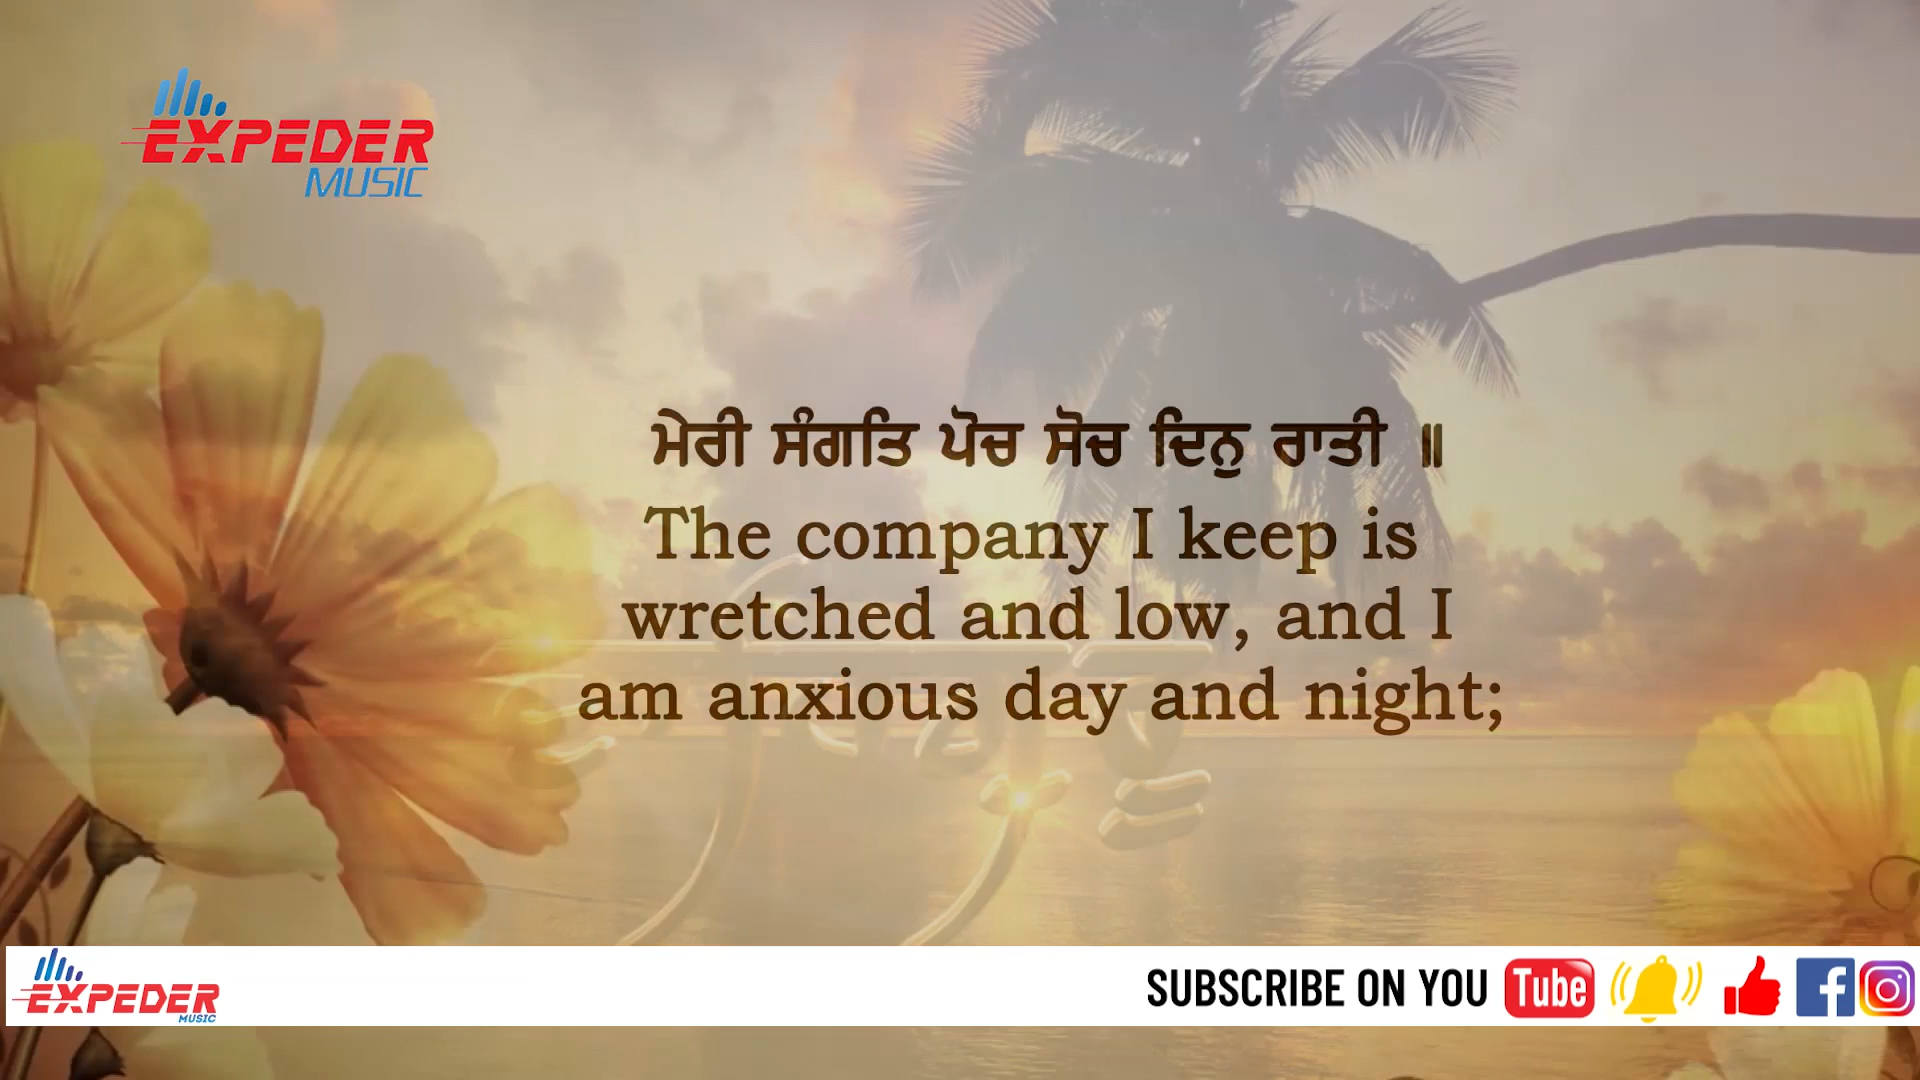 EXPEDER
MUSIC
ਮੇਰੀ ਸੰਗਤਿ ਪੋਚ ਸੋਚ ਦਿਨੁ ਰਾਤੀ ॥
The company I keep is
wretched and low, and I
am anxious day and night;
EXPEDER
MUSIC
SUBSCRIBE ON YOU Tube